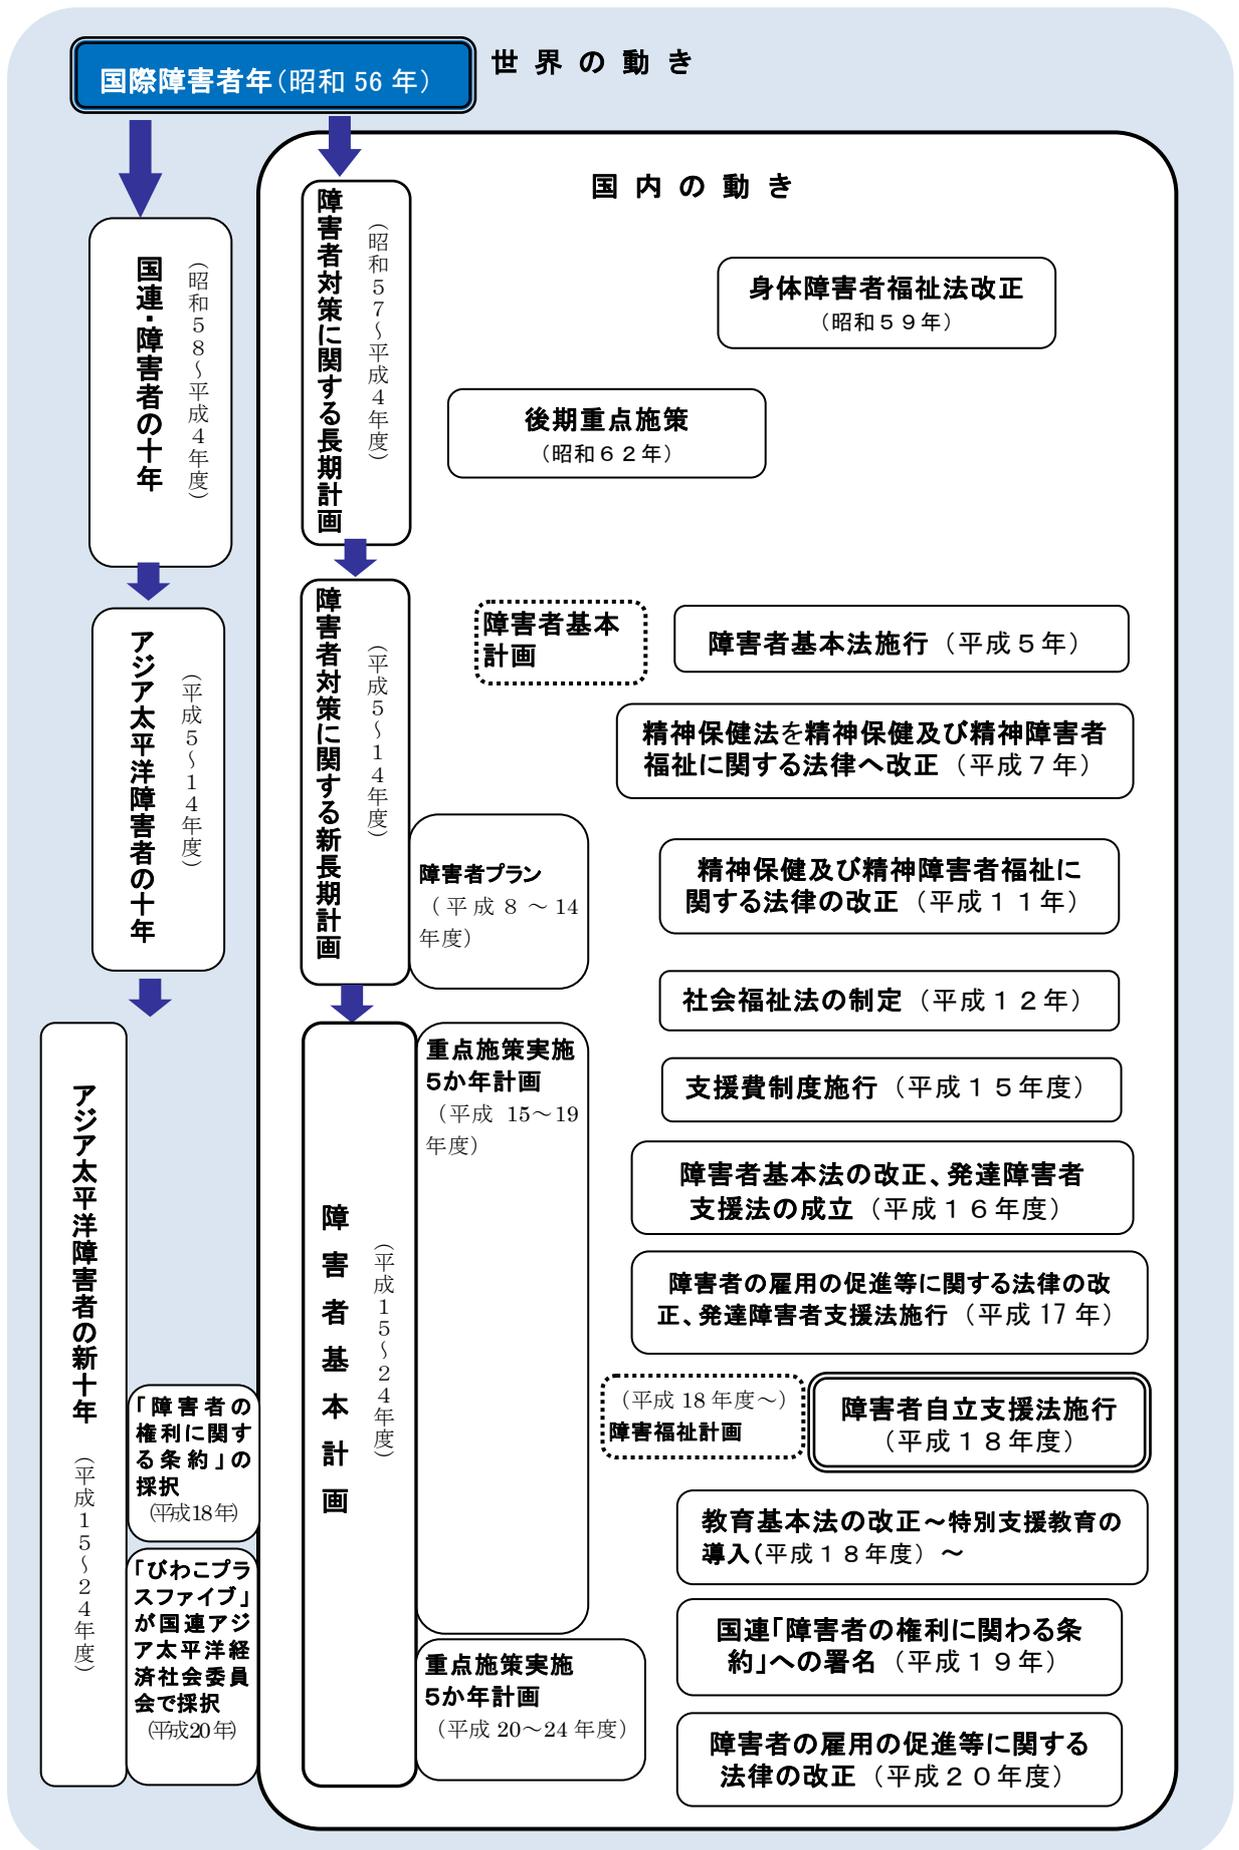 国際障害者年（昭和 56 年）
世界の動き
国連・障害者の十年
（昭和５８～平成４年度）
アジア太平洋障害者の十年
（平成５～１４年度）
アジア太平洋障害者の新十年
（平成１５～２４年度）
「障害者の
権利に関す
る条約」の
採択
（平成18年）
「びわこプラ
スファイブ」
が国連アジ
ア太平洋経
済社会委員
会で採択
（平成20年）
国内の動き
障害者対策に関する長期計画
（昭和５７～平成４年度）
身体障害者福祉法改正
（昭和５９年）
後期重点施策
（昭和６２年）
障害者対策に関する新長期計画
（平成５～１４年度）
障害者基本
計画
障害者基本法施行（平成５年）
精神保健法を精神保健及び精神障害者
福祉に関する法律へ改正（平成７年）
障害者プラン
（平成８～14
年度）
精神保健及び精神障害者福祉に
関する法律の改正（平成１１年）
社会福祉法の制定（平成１２年）
障害者基本計画
（平成１５～２４年度）
重点施策実施
5か年計画
（平成 15～19
年度）
支援費制度施行（平成１５年度）
障害者基本法の改正、発達障害者
支援法の成立（平成１６年度）
障害者の雇用の促進等に関する法律の改
正、発達障害者支援法施行（平成 17 年）
（平成 18 年度～）
障害福祉計画
障害者自立支援法施行
（平成１８年度）
教育基本法の改正～特別支援教育の
導入（平成１８年度）～
国連「障害者の権利に関わる条
約」への署名（平成１９年）
重点施策実施
5か年計画
（平成 20～24 年度）
障害者の雇用の促進等に関する
法律の改正（平成２０年度）